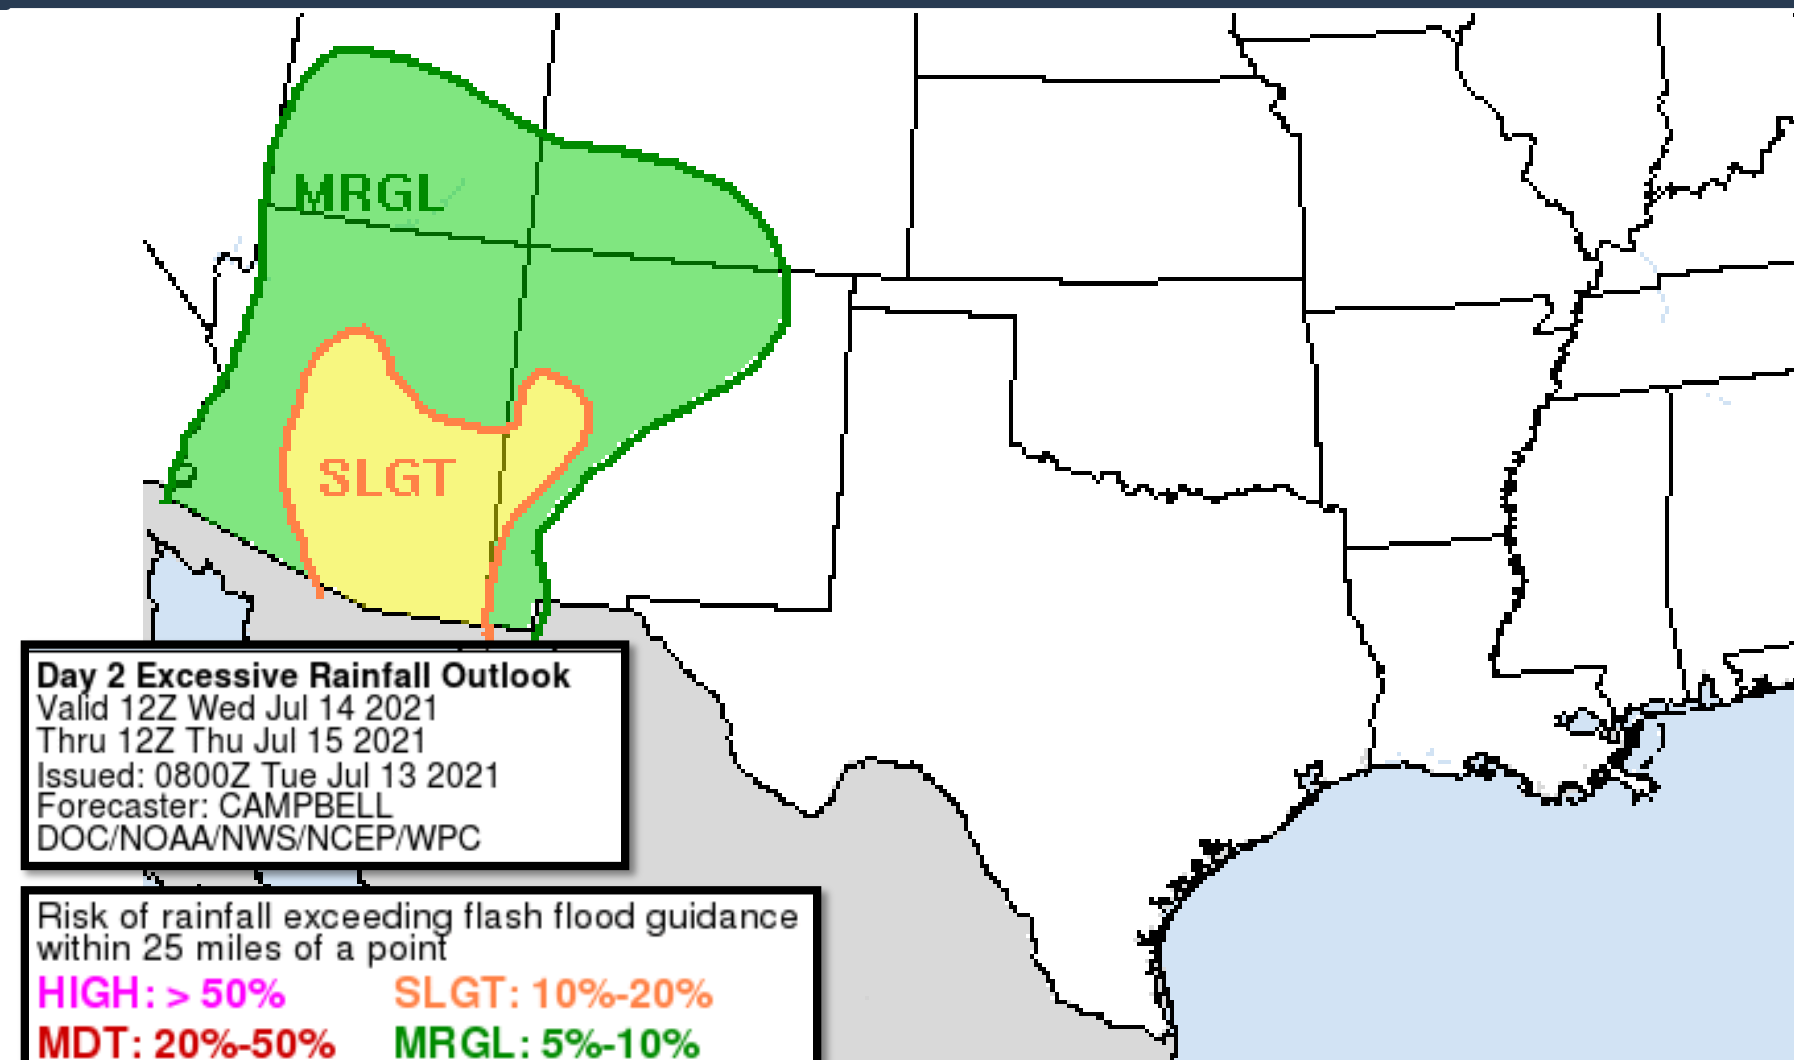 MRGL
SLGT
Day 2 Excessive Rainfall Outlook
Valid 12Z Wed Jul 14 2021
Thru 12Z Thu Jul 15 2021
Issued: 0800Z Tue Jul 13 2021
Forecaster: CAMPBELL
DOC/NOAA/NWS/NCEP/WPC
Risk of rainfall exceeding flash flood guidance
within 25 miles of a point
HIGH: > 50% SLGT: 10%-20%
MDT: 20%-50% MRGL: 5%-10%